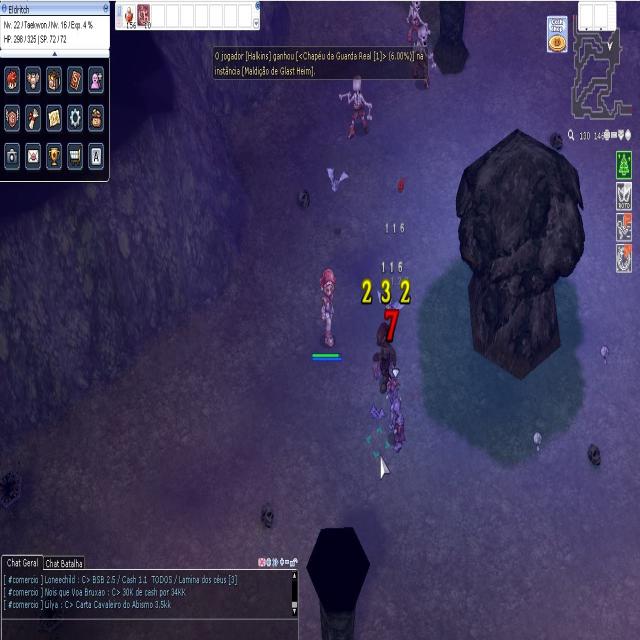 Eldritch
Nv. 22 / Taekwon / Nv. 16 / Exp. 4 %
HP. 298 / 325 | SP. 72 / 72
156 10
O jogador [Halkins] ganhou [<Chapéu da Guarda Real [1]> (6.00%)] na
instância [Maldição de Glast Heim].
116
116
232
7
Chat Geral
Chat Batalha
[ #comercio ] Loneechild : C> BSB 2.5 / Cash 1.1 TODOS / Lamina dos céus [3]
[ #comercio ] Nois que Voa Bruxao : C> 30K de cash por 34KK
[ #comercio ] Lilya : C> Carta Cavaleiro do Abismo 3.5kk